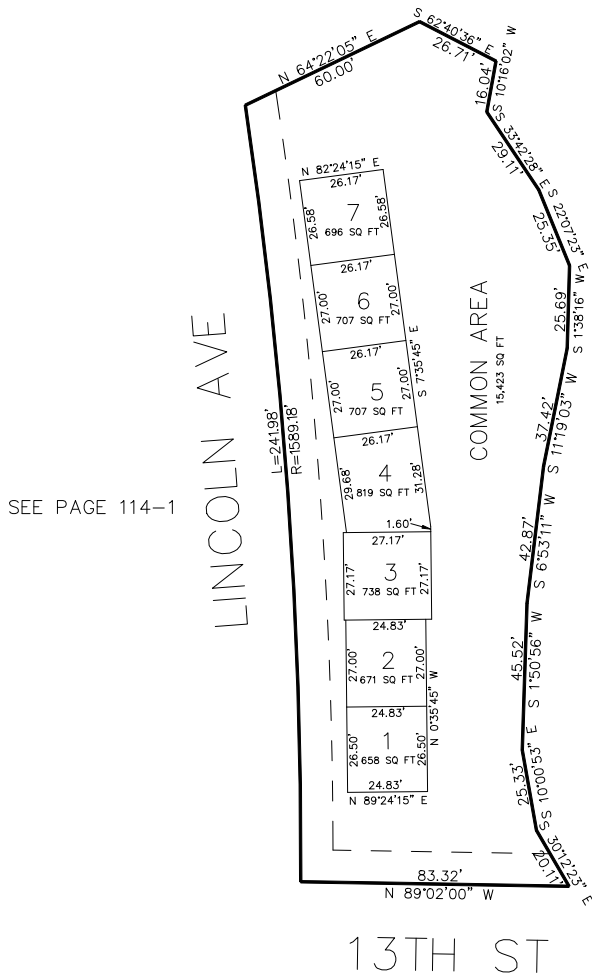 S 62°40'36" E
26.71'
N 64°22'05" E
60.00'
S 10°16'02" W
16.04'
S 33°42'28" E
29.11'
S 22°07'23" E
25.35'
N 82°24'15" E
26.17'
26.58'
7
26.58'
696 SQ FT
26.17'
27.00'
6
27.00'
707 SQ FT
26.17'
27.00'
5
27.00'
707 SQ FT
S 7°35'45" E
26.17'
29.68'
4
31.28'
819 SQ FT
1.60'
27.17'
27.17'
3
27.17'
738 SQ FT
24.83'
27.00'
2
27.00'
671 SQ FT
N 0°35'45" W
24.83'
26.50'
1
26.50'
658 SQ FT
24.83'
N 89°24'15" E
COMMON AREA
15,423 SQ FT
25.69'
S 1°38'16" W
37.42'
S 11°19'03" W
42.87'
S 6°53'11" W
45.52'
S 1°50'56" W
25.33'
S 10°00'53" E
S 30°12'23" E
20.11'
L=241.98'
R=1589.18'
LINCOLN AVE
SEE PAGE 114-1
83.32'
N 89°02'00" W
13TH ST